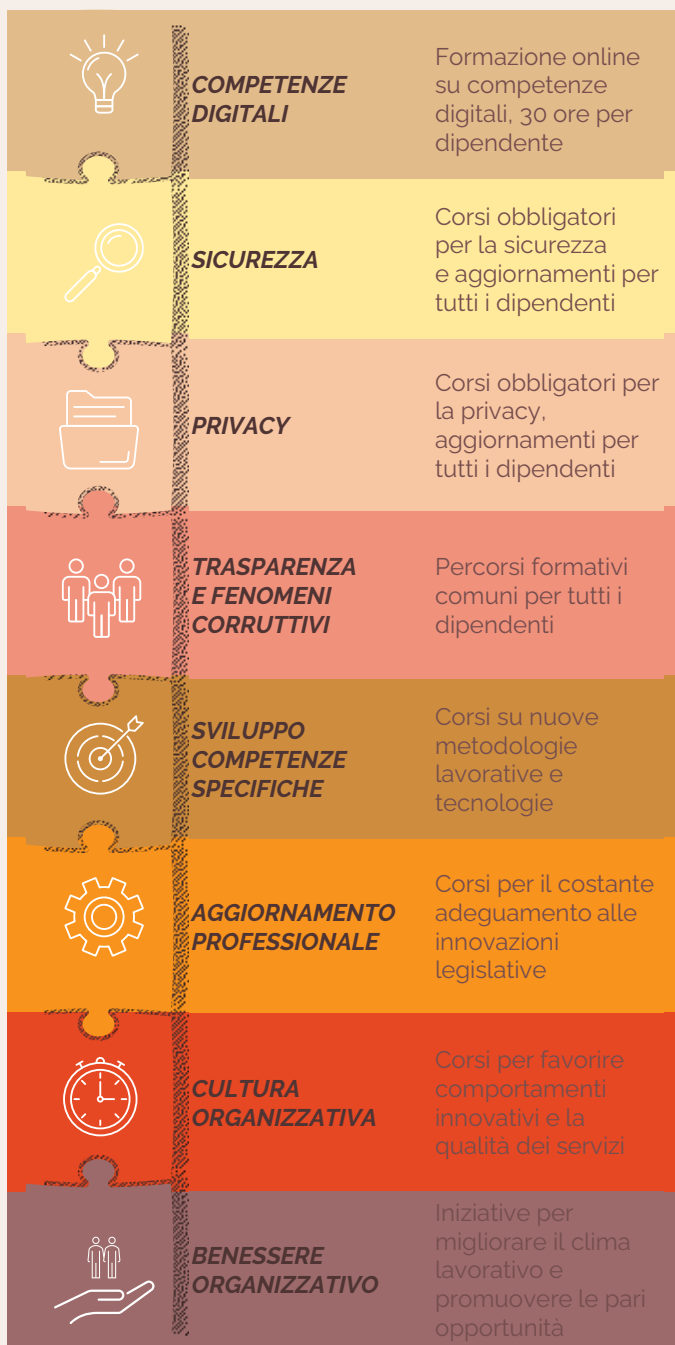 COMPETENZE
DIGITALI
Formazione online
su competenze
digitali, 30 ore per
dipendente
SICUREZZA
Corsi obbligatori
per la sicurezza
e aggiornamenti per
tutti i dipendenti
PRIVACY
Corsi obbligatori per
la privacy,
aggiornamenti per
tutti i dipendenti
TRASPARENZA
E FENOMENI
CORRUTTIVI
Percorsi formativi
comuni per tutti i
dipendenti
SVILUPPO
COMPETENZE
SPECIFICHE
Corsi su nuove
metodologie
lavorative e
tecnologie
AGGIORNAMENTO
PROFESSIONALE
Corsi per il costante
adeguamento alle
innovazioni
legislative
CULTURA
ORGANIZZATIVA
Corsi per favorire
comportamenti
innovativi e la
qualità dei servizi
BENESSERE
ORGANIZZATIVO
Iniziative per
migliorare il clima
lavorativo e
promuovere le pari
opportunità